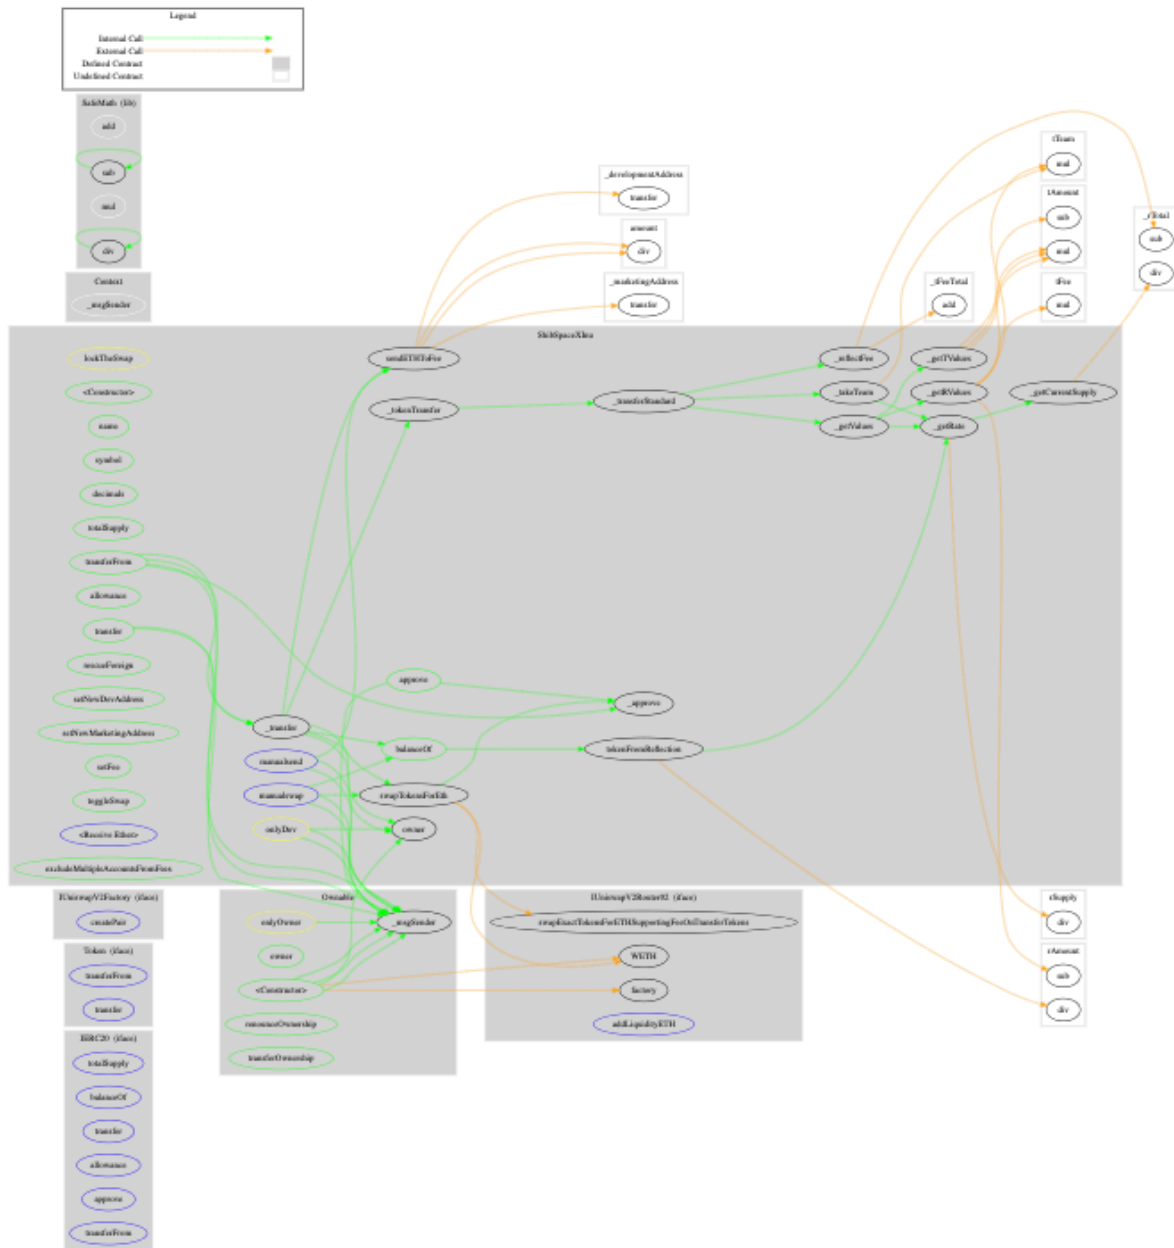 Legend
Internal Call
External Call
Defined Contract
Undefined Contract
SafeMath (lib)
add
sub
mul
div
Context
_msgSender
_developmentAddress
transfer
amount
div
_marketingAddress
transfer
_tFeeTotal
add
tTeam
mul
tAmount
sub
mul
tFee
mul
_rTotal
sub
div
ShibSpaceXInu
lockTheSwap
<Constructor>
name
symbol
decimals
totalSupply
transferFrom
allowance
transfer
rescueForeign
setNewDevAddress
setNewMarketingAddress
setFee
toggleSwap
<Receive Ether>
excludeMultipleAccountsFromFees
_transfer
manualsend
manualswap
onlyDev
sendETHToFee
_tokenTransfer
approve
balanceOf
swapTokensForEth
owner
_transferStandard
_approve
tokenFromReflection
_reflectFee
_takeTeam
_getValues
_getTValues
_getRValues
_getRate
_getCurrentSupply
IUniswapV2Factory (iface)
createPair
Token (iface)
transferFrom
transfer
IERC20 (iface)
totalSupply
balanceOf
transfer
allowance
approve
transferFrom
Ownable
onlyOwner
owner
<Constructor>
renounceOwnership
transferOwnership
_msgSender
IUniswapV2Router02 (iface)
swapExactTokensForETHSupportingFeeOnTransferTokens
WETH
factory
addLiquidityETH
rSupply
div
rAmount
sub
div